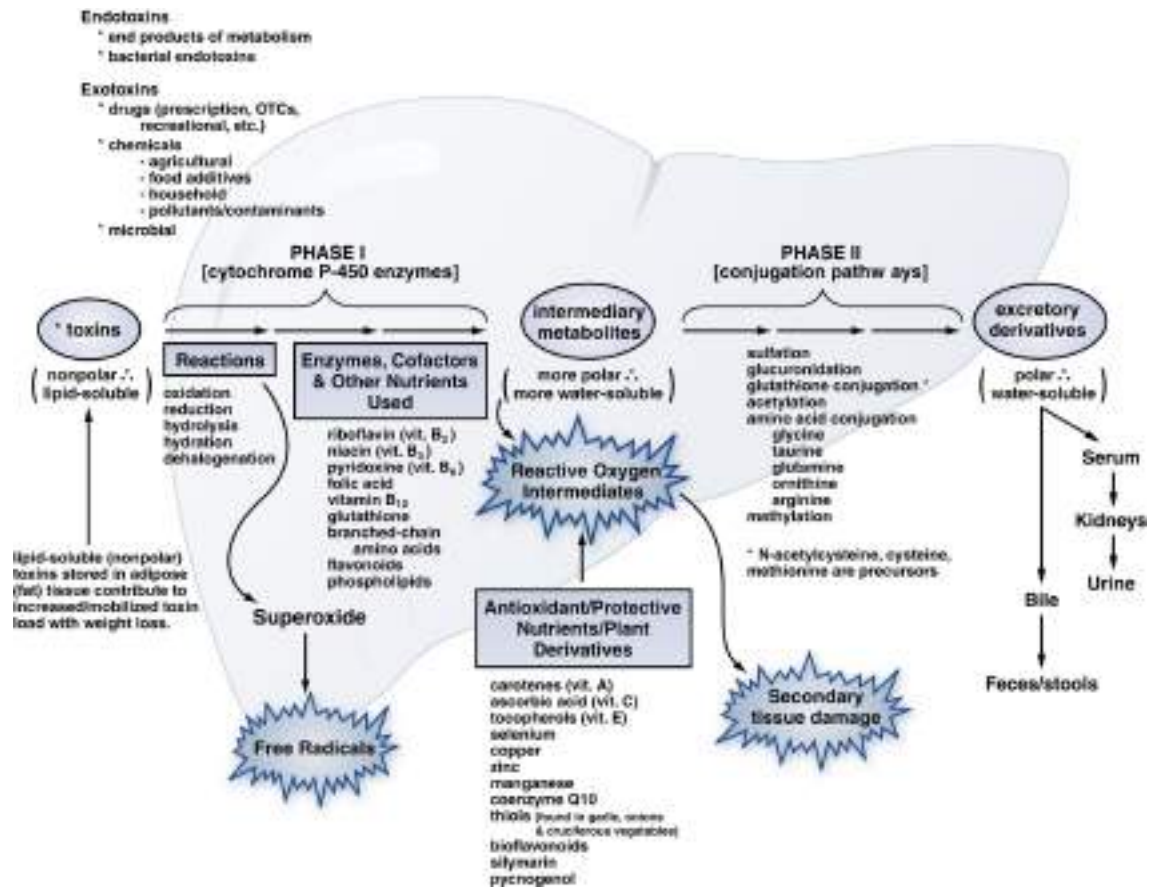 Endotoxins
* end products of metabolism
* bacterial endotoxins
Exotoxins
* drugs (prescription, OTCs,
recreational, etc.)
* chemicals
- agricultural
- food additives
- household
- pollutants/contaminants
* microbial
PHASE I
[cytochrome P-450 enzymes]
PHASE II
[conjugation pathw ays]
* toxins
(nonpolar ∴
lipid-soluble)
Reactions
oxidation
reduction
hydrolysis
hydration
dehalogenation
Enzymes, Cofactors
& Other Nutrients
Used
riboflavin (vit. B₂)
niacin (vit. B₃)
pyridoxine (vit. B₆)
folic acid
vitamin B₁₂
glutathione
branched-chain
amino acids
flavonoids
phospholipids
intermediary
metabolites
(more polar ∴
more water-soluble)
Reactive Oxygen
Intermediates
sulfation
glucuronidation
glutathione conjugation *
acetylation
amino acid conjugation
glycine
taurine
glutamine
ornithine
arginine
methylation
* N-acetylcysteine, cysteine,
methionine are precursors
excretory
derivatives
(polar ∴
water-soluble)
Serum
Kidneys
Urine
Bile
Feces/stools
lipid-soluble (nonpolar)
toxins stored in adipose
(fat) tissue contribute to
increased/mobilized toxin
load with weight loss.
Superoxide
Free Radicals
Antioxidant/Protective
Nutrients/Plant
Derivatives
carotenes (vit. A)
ascorbic acid (vit. C)
tocopherols (vit. E)
selenium
copper
zinc
manganese
coenzyme Q10
thiols (found in garlic, onions
& cruciferous vegetables)
bioflavonoids
silymarin
pycnogenol
Secondary
tissue damage